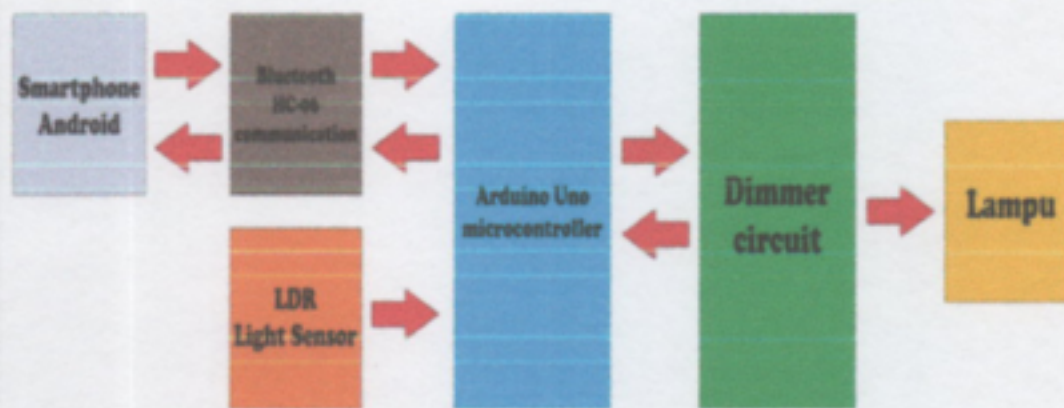 Smartphone
Android
Bluetooth
HC-06
communication
LDR
Light Sensor
Arduino Uno
microcontroller
Dimmer
circuit
Lampu